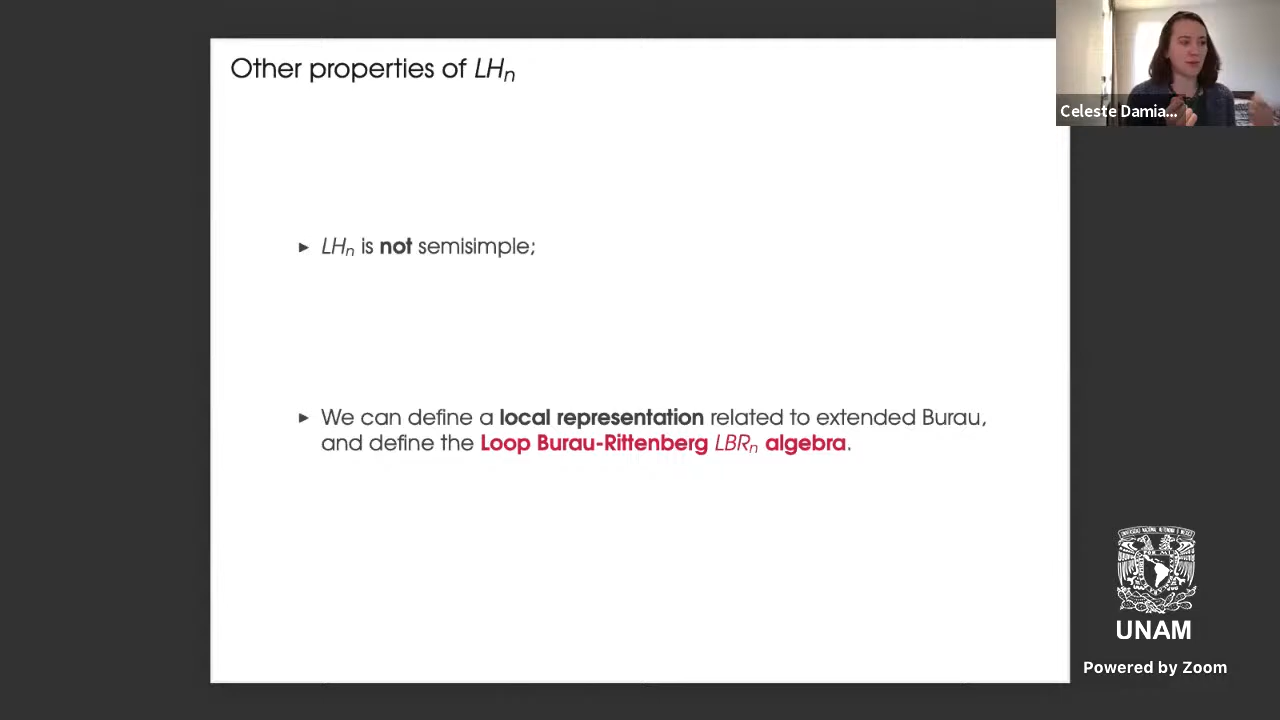 Other properties of LHn
Celeste Damia...
► LHn is not semisimple;
► We can define a local representation related to extended Burau,
and define the Loop Burau-Rittenberg LBRn algebra.
UNAM
Powered by Zoom